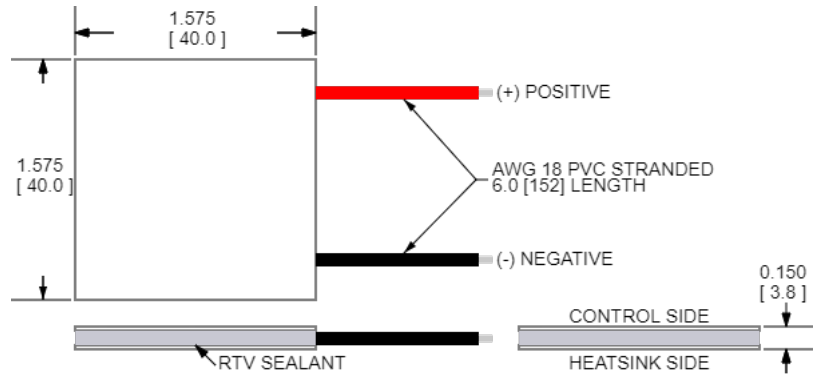 1.575
[ 40.0 ]
(+) POSITIVE
1.575
[ 40.0 ]
AWG 18 PVC STRANDED
6.0 [152] LENGTH
(-) NEGATIVE
0.150
[ 3.8 ]
CONTROL SIDE
RTV SEALANT
HEATSINK SIDE